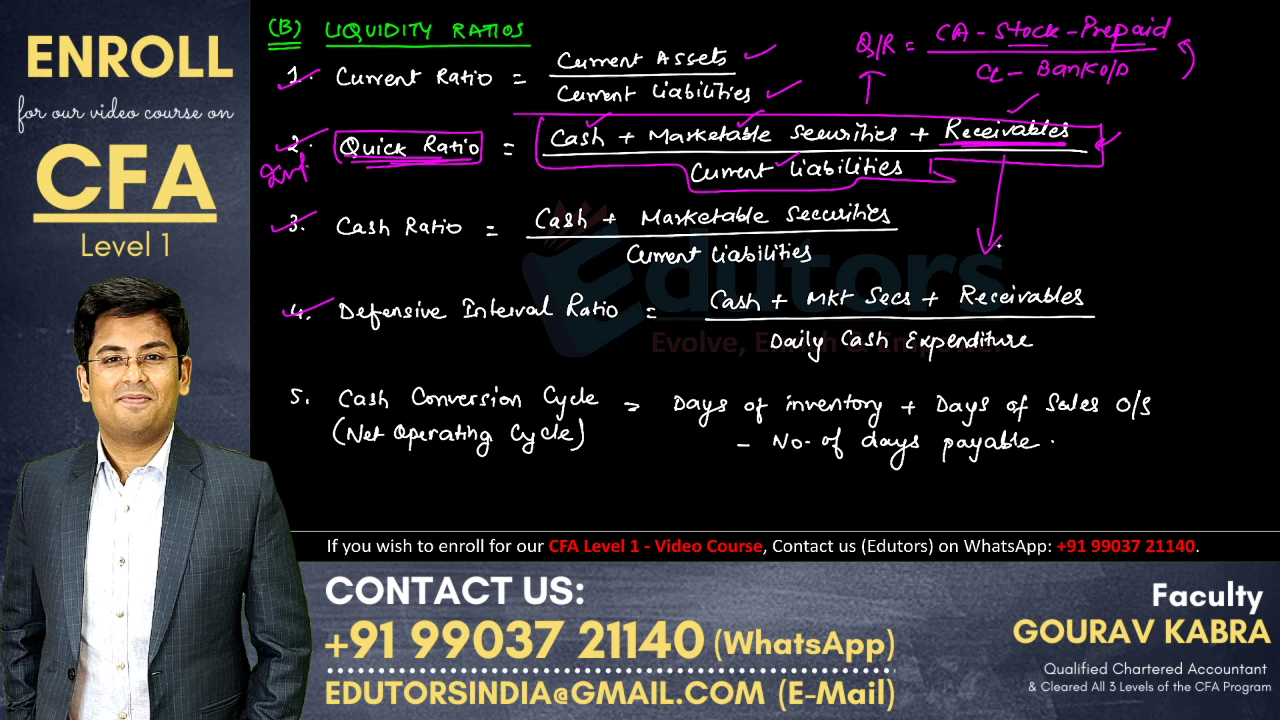 ENROLL
for our video course on
CFA
Level 1
(B) LIQUIDITY RATIOS
1. Current Ratio = Current Assets
Current Liabilities
Q/R = CA - Stock - Prepaid
CL - Bank O/D
2. Quick Ratio = Cash + Marketable Securities + Receivables
Current Liabilities
3. Cash Ratio = Cash + Marketable Securities
Current Liabilities
Edutors
Evolve, Enrich & Empower
4. Defensive Interval Ratio = Cash + Mkt Secs + Receivables
Daily Cash Expenditure
5. Cash Conversion Cycle = Days of inventory + Days of Sales O/S
(Net Operating Cycle) - No. of days payable.
If you wish to enroll for our CFA Level 1 - Video Course, Contact us (Edutors) on WhatsApp: +91 99037 21140.
CONTACT US:
+91 99037 21140 (WhatsApp)
EDUTORSINDIA@GMAIL.COM (E-Mail)
Faculty
GOURAV KABRA
Qualified Chartered Accountant
& Cleared All 3 Levels of the CFA Program